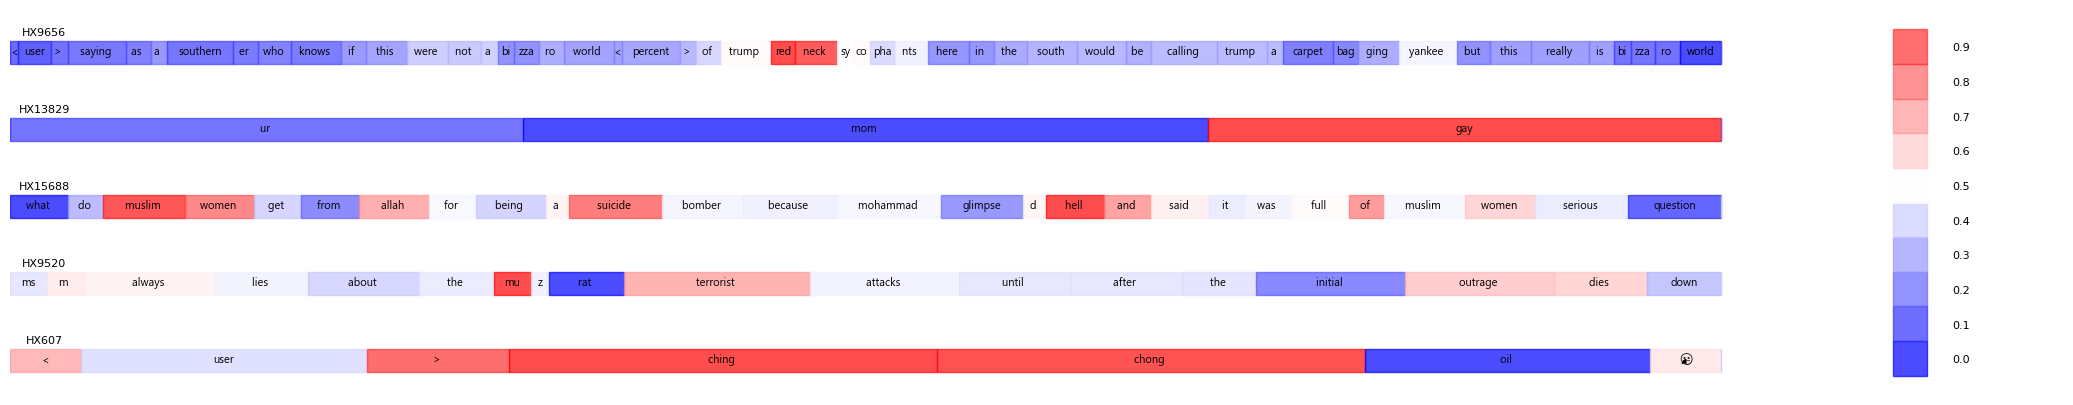 HX9656
< user > saying as a southern er who knows if this were not a bi zza ro world < percent > of trump red neck sy co pha nts here in the south would be calling trump a carpet bag ging yankee but this really is bi zza ro world
HX13829
ur mom gay
HX15688
what do muslim women get from allah for being a suicide bomber because mohammad glimpse d hell and said it was full of muslim women serious question
HX9520
ms m always lies about the mu z rat terrorist attacks until after the initial outrage dies down
HX607
< user > ching chong oil
0.9
0.8
0.7
0.6
0.5
0.4
0.3
0.2
0.1
0.0